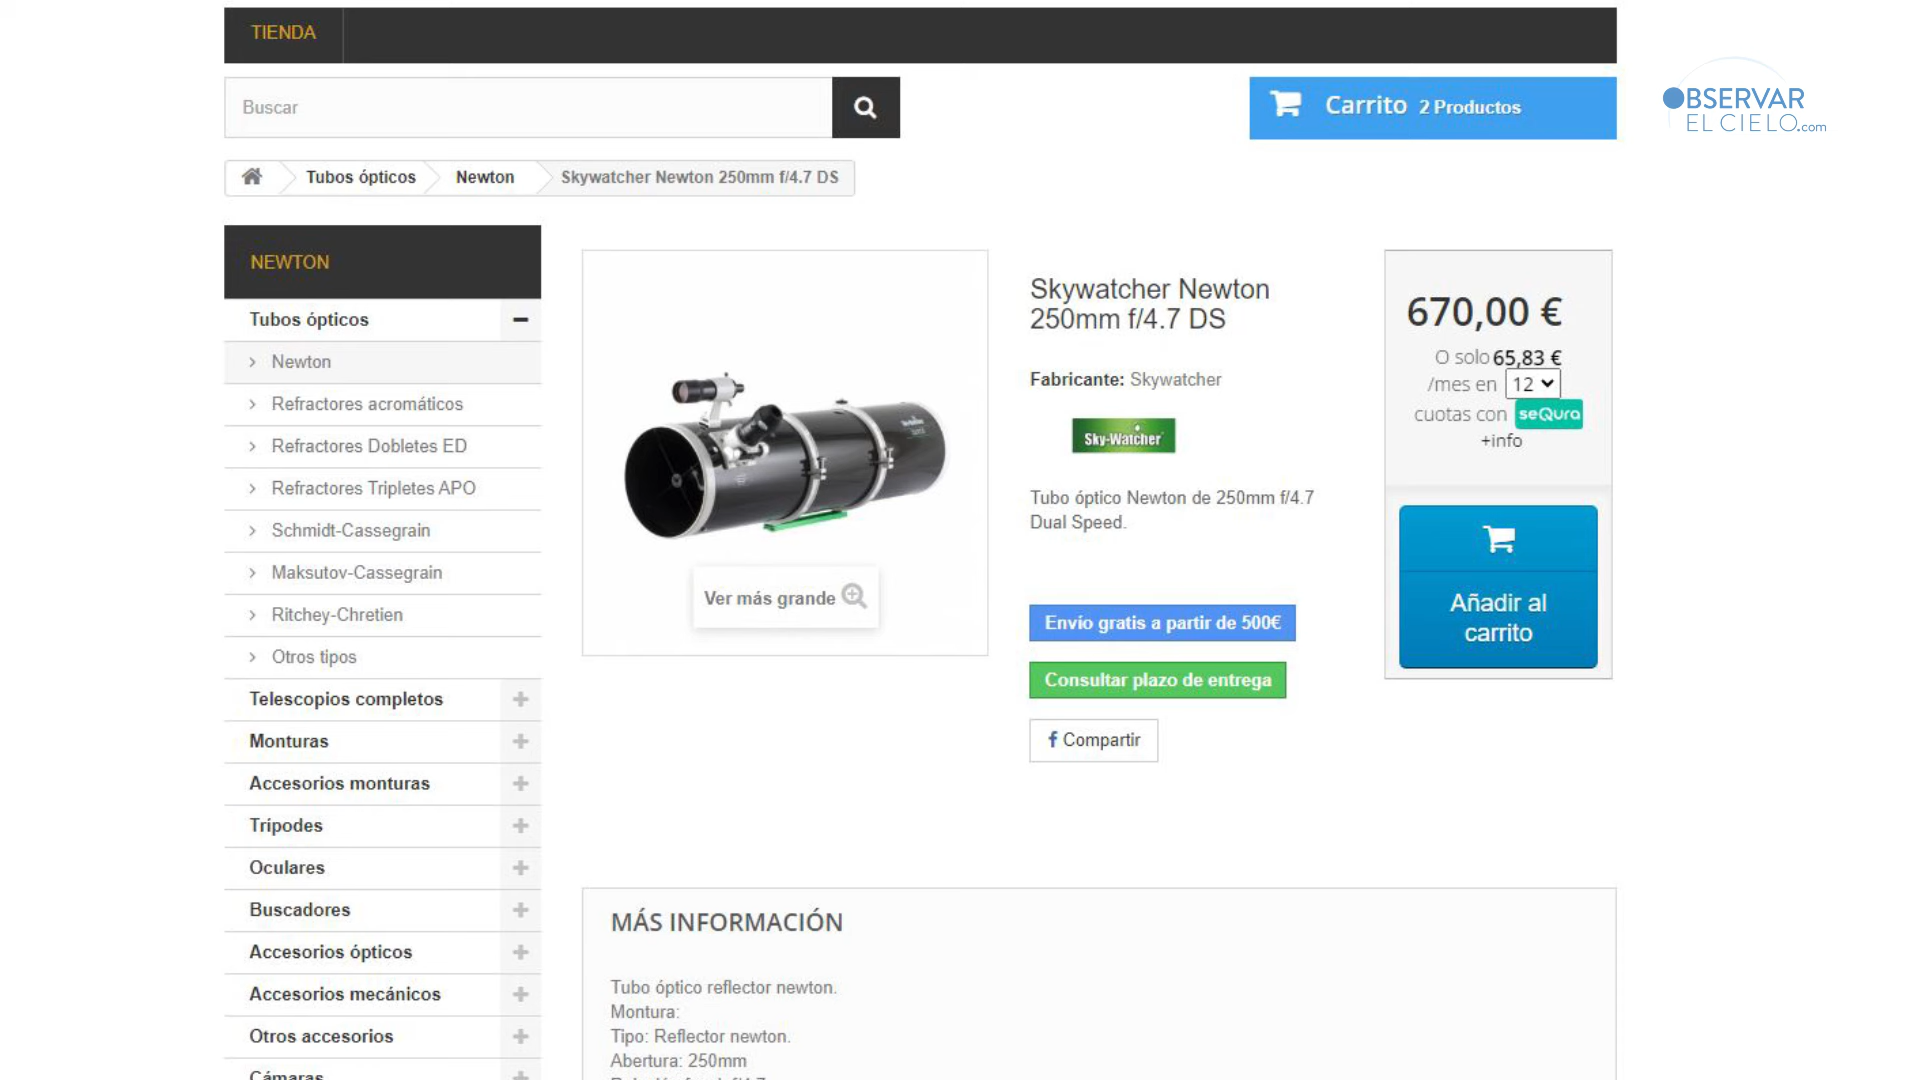 TIENDA
Buscar
Carrito 2 Productos
OBSERVAR
EL CIELO.com
Tubos ópticos
Newton
Skywatcher Newton 250mm f/4.7 DS
NEWTON
Tubos ópticos
Newton
Refractores acromáticos
Refractores Dobletes ED
Refractores Tripletes APO
Schmidt-Cassegrain
Maksutov-Cassegrain
Ritchey-Chretien
Otros tipos
Telescopios completos
Monturas
Accesorios monturas
Trípodes
Oculares
Buscadores
Accesorios ópticos
Accesorios mecánicos
Otros accesorios
Cámaras
Ver más grande
Skywatcher Newton
250mm f/4.7 DS
Fabricante: Skywatcher
Sky-Watcher
Tubo óptico Newton de 250mm f/4.7
Dual Speed.
Envío gratis a partir de 500€
Consultar plazo de entrega
Compartir
670,00 €
O solo 65,83 €
/mes en 12
cuotas con seQura
+info
Añadir al
carrito
MÁS INFORMACIÓN
Tubo óptico reflector newton.
Montura:
Tipo: Reflector newton.
Abertura: 250mm